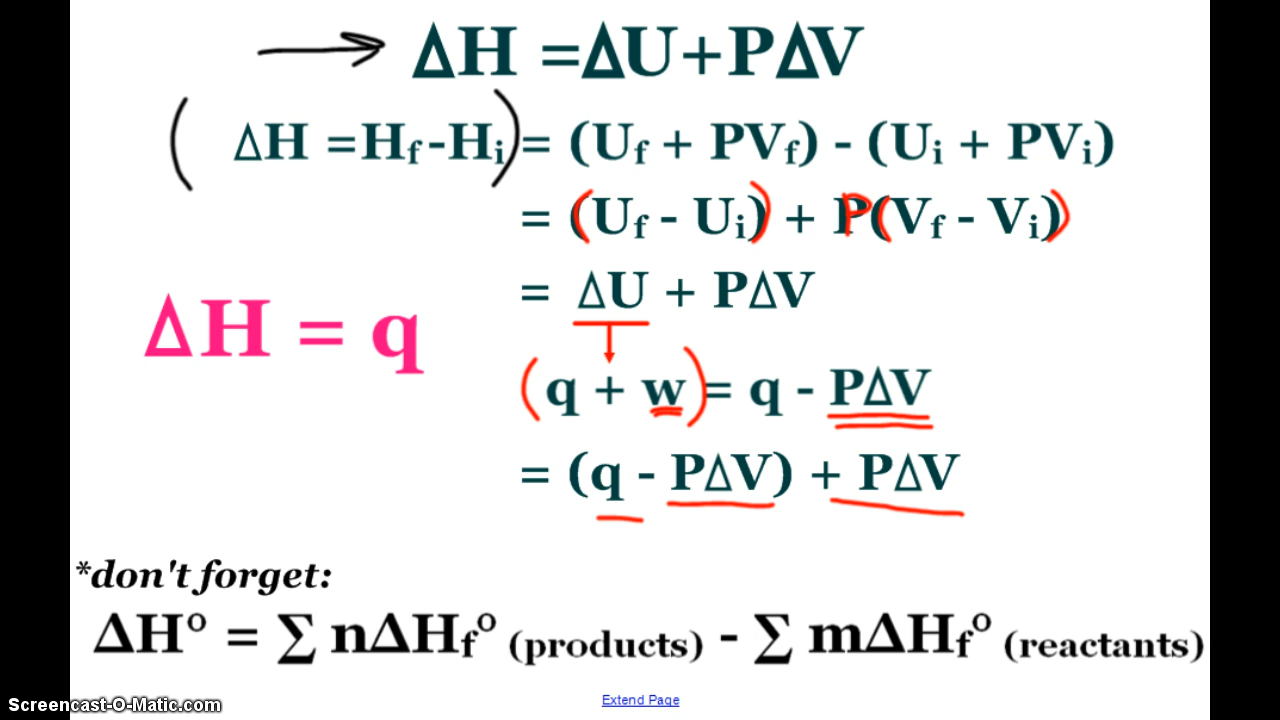 ΔH =ΔU+PΔV
ΔH =Hf-Hi = (Uf + PVf) - (Ui + PVi)
= (Uf - Ui) + P(Vf - Vi)
= ΔU + PΔV
ΔH = q
(q + w)= q - PΔV
= (q - PΔV) + PΔV
*don't forget:
ΔH° = ∑ nΔHf° (products) - ∑ mΔHf° (reactants)
Extend Page
Screencast-O-Matic.com